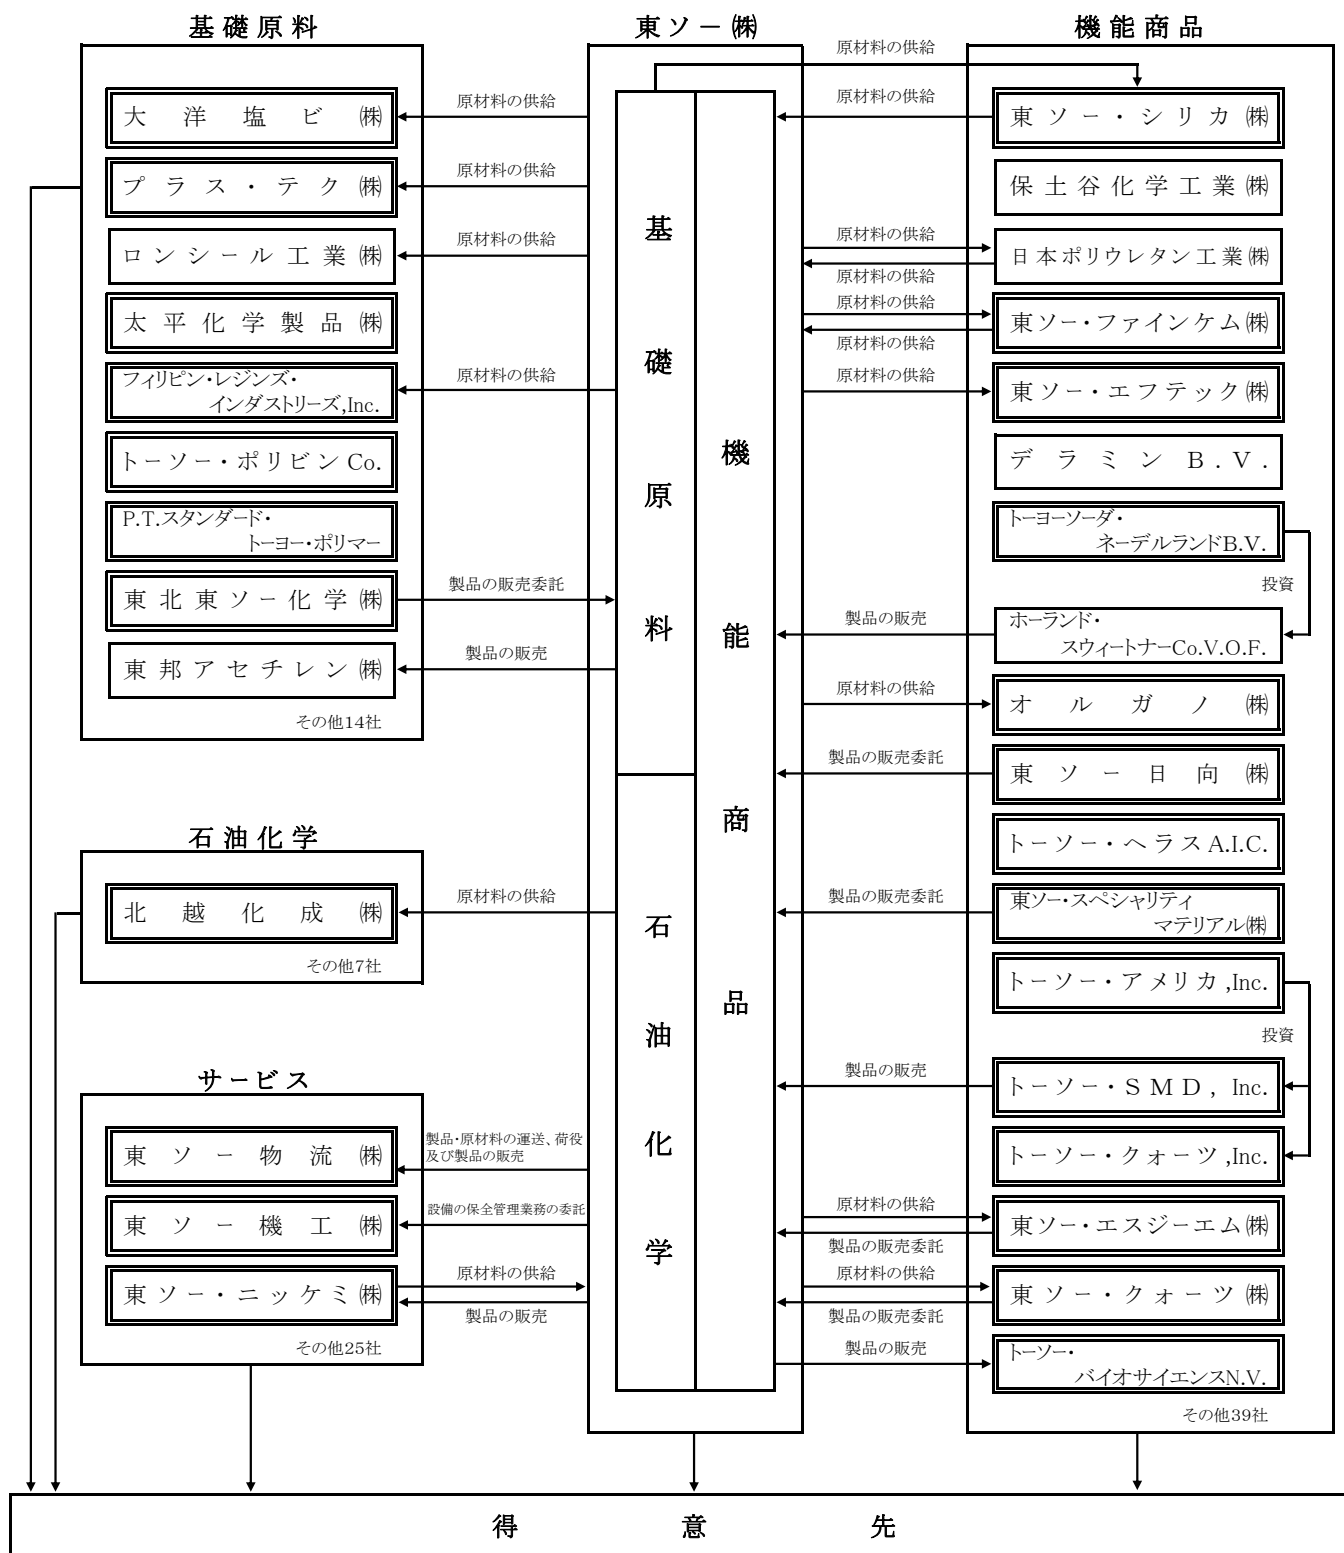 基礎原料
大洋塩ビ㈱
プラス・テク㈱
ロンシール工業㈱
太平化学製品㈱
フィリピン・レジンズ・
インダストリーズ,Inc.
トーソー・ポリビンCo.
P.T.スタンダード・
トーヨー・ポリマー
東北東ソー化学㈱
東邦アセチレン㈱
その他14社
石油化学
北越化成㈱
その他7社
サービス
東ソー物流㈱
東ソー機工㈱
東ソー・ニッケミ㈱
その他25社
原材料の供給
原材料の供給
原材料の供給
原材料の供給
製品の販売委託
製品の販売
原材料の供給
製品・原材料の運送、荷役
及び製品の販売
設備の保全管理業務の委託
原材料の供給
製品の販売
東ソー㈱
基礎原料
石油化学
機能商品
原材料の供給
原材料の供給
原材料の供給
原材料の供給
原材料の供給
原材料の供給
原材料の供給
製品の販売
原材料の供給
製品の販売委託
製品の販売委託
製品の販売
原材料の供給
製品の販売委託
原材料の供給
製品の販売委託
製品の販売
機能商品
東ソー・シリカ㈱
保土谷化学工業㈱
日本ポリウレタン工業㈱
東ソー・ファインケム㈱
東ソー・エフテック㈱
デラミンB.V.
トーヨーソーダ・
ネーデルランドB.V.
投資
ホーランド・
スウィートナーCo.V.O.F.
オルガノ㈱
東ソー日向㈱
トーソー・ヘラスA.I.C.
東ソー・スペシャリティ
マテリアル㈱
トーソー・アメリカ,Inc.
投資
トーソー・SMD, Inc.
トーソー・クォーツ,Inc.
東ソー・エスジーエム㈱
東ソー・クォーツ㈱
トーソー・
バイオサイエンスN.V.
その他39社
得意先